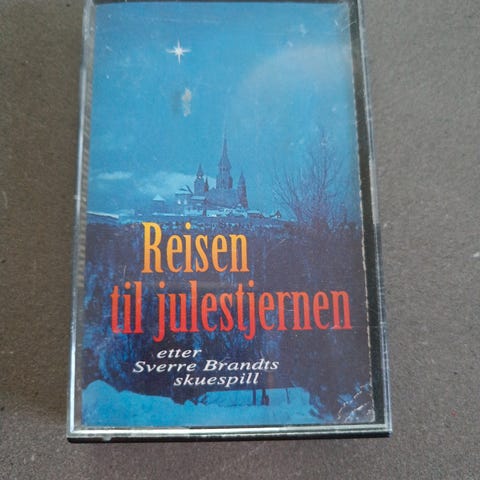 Reisen
til julestjernen
etter
Sverre Brandts
skuespill